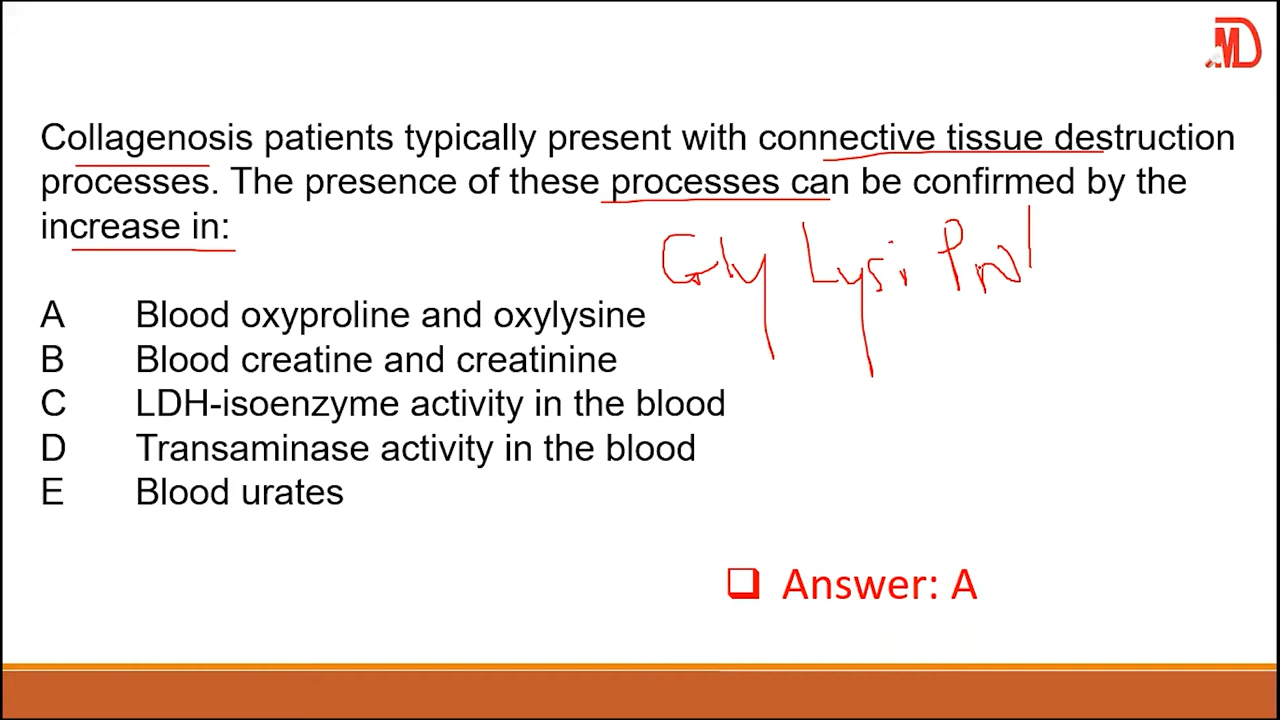 MD
Collagenosis patients typically present with connective tissue destruction
processes. The presence of these processes can be confirmed by the
increase in:
Gly Lysi
A Blood oxyproline and oxylysine
B Blood creatine and creatinine
C LDH-isoenzyme activity in the blood
D Transaminase activity in the blood
E Blood urates
Answer: A